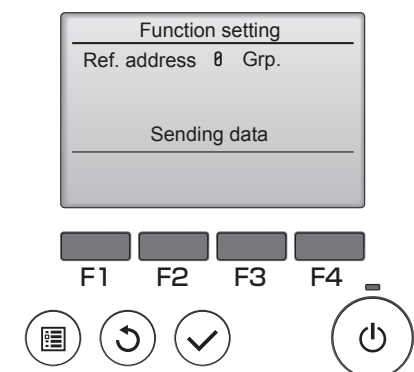 Function setting
Ref. address 0 Grp.
Sending data
F1 F2 F3 F4